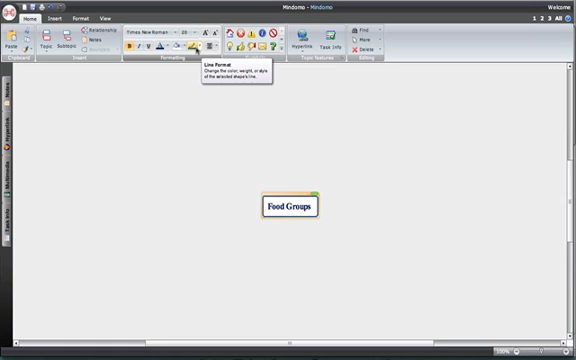 Mindomo - Mindomo
Welcome
Home
Insert
Format
View
1 2 3 All
Paste
Clipboard
Topic
Subtopic
Relationship
Notes
Boundary
Insert
Times New Roman
20
B I U A
Formatting
Line Format
Change the color, weight, or style
of the selected shape's line.
Hyperlink
Task Info
Topic features
Find
More
Delete
Editing
Notes
Hyperlink
Multimedia
Task Info
Food Groups
100%